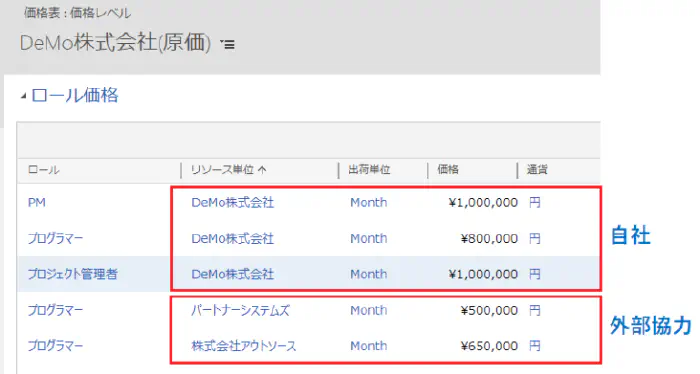 価格表 : 価格レベル
DeMo株式会社(原価)
ロール価格
ロール リソース単位 出荷単位 価格 通貨
PM DeMo株式会社 Month ¥1,000,000 円
プログラマー DeMo株式会社 Month ¥800,000 円
自社
プロジェクト管理者 DeMo株式会社 Month ¥1,000,000 円
プログラマー パートナーシステムズ Month ¥500,000 円
外部協力
プログラマー 株式会社アウトソース Month ¥650,000 円